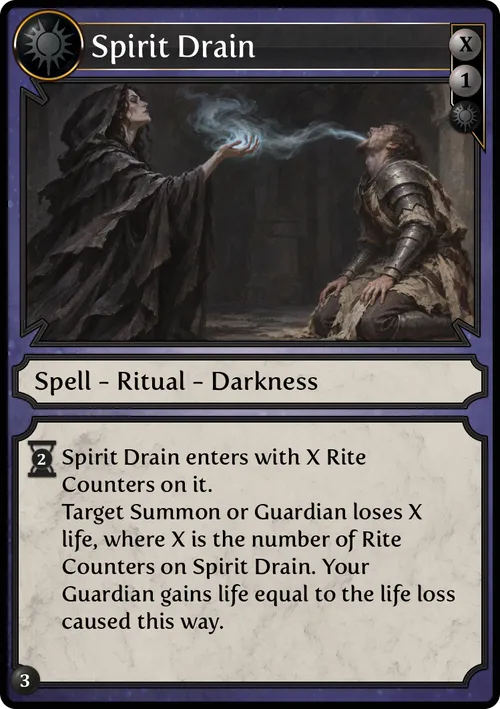 Spirit Drain
X
1
Spell - Ritual - Darkness
2
Spirit Drain enters with X Rite
Counters on it.
Target Summon or Guardian loses X
life, where X is the number of Rite
Counters on Spirit Drain. Your
Guardian gains life equal to the life loss
caused this way.
3